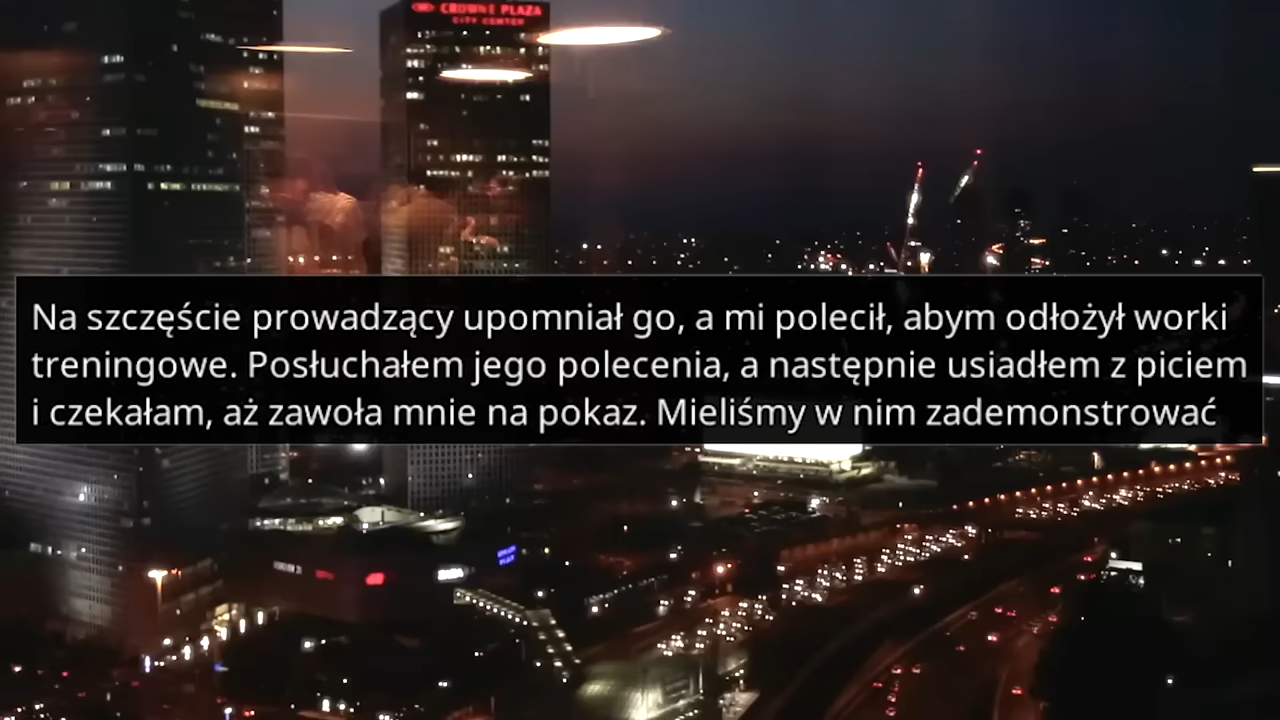 CROWNE PLAZA
CITY CENTER
Na szczęście prowadzący upomniał go, a mi polecił, abym odłożył worki
treningowe. Posłuchałem jego polecenia, a następnie usiadłem z piciem
i czekałam, aż zawoła mnie na pokaz. Mieliśmy w nim zademonstrować